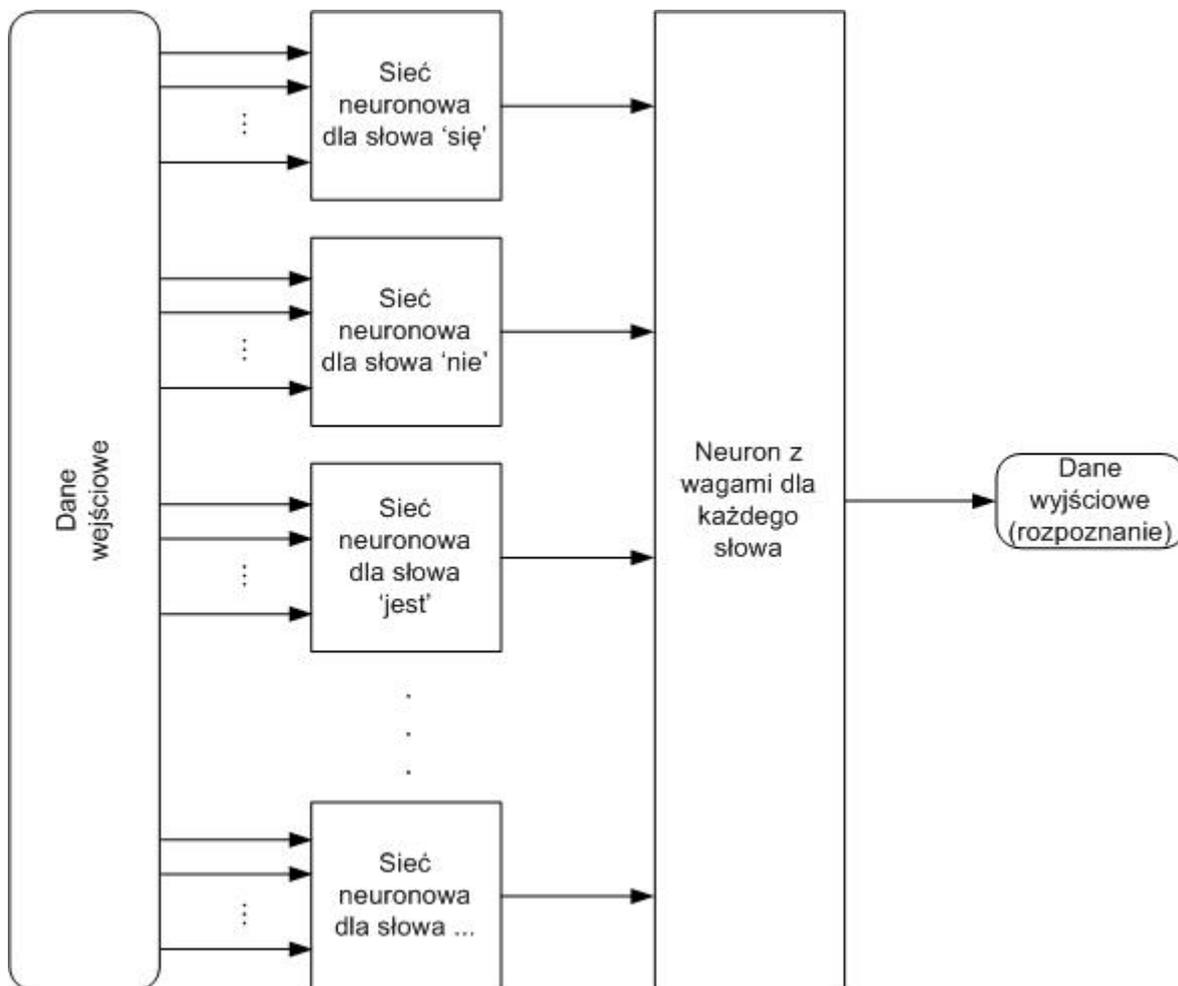 Dane
wejściowe
Sieć
neuronowa
dla słowa ‘się’
Sieć
neuronowa
dla słowa ‘nie’
Sieć
neuronowa
dla słowa
‘jest’
Sieć
neuronowa
dla słowa ...
Neuron z
wagami dla
każdego
słowa
Dane
wyjściowe
(rozpoznanie)